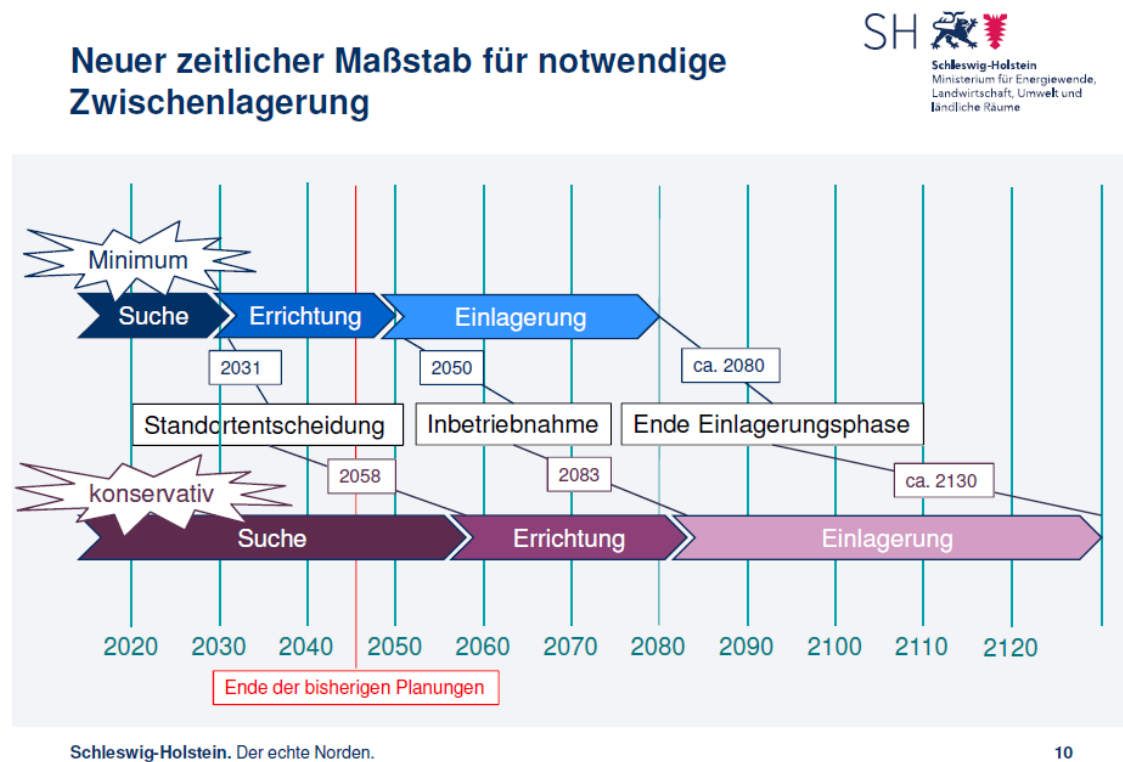 Neuer zeitlicher Maßstab für notwendige
Zwischenlagerung
SH
Schleswig-Holstein
Ministerium für Energiewende,
Landwirtschaft, Umwelt und
ländliche Räume
Minimum
Suche
Errichtung
Einlagerung
2031
2050
ca. 2080
Standortentscheidung
Inbetriebnahme
Ende Einlagerungsphase
2058
2083
ca. 2130
konservativ
Suche
Errichtung
Einlagerung
2020 2030 2040 2050 2060 2070 2080 2090 2100 2110 2120
Ende der bisherigen Planungen
Schleswig-Holstein. Der echte Norden.
10